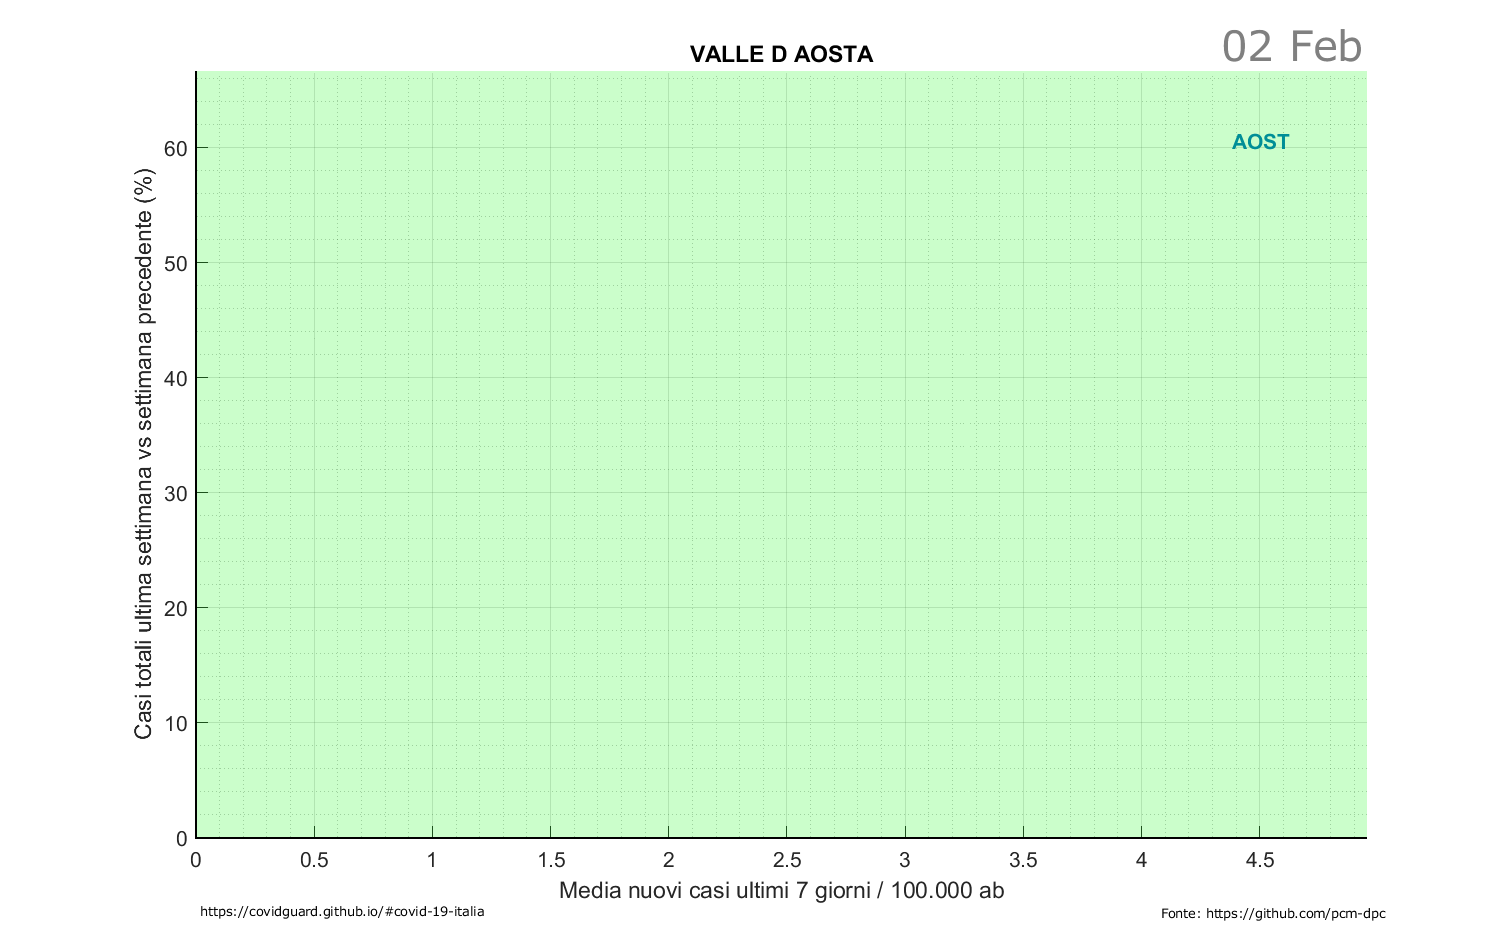 02 Feb
VALLE D AOSTA
AOST
Casi totali ultima settimana vs settimana precedente (%)
60
50
40
30
20
10
0
0 0.5 1 1.5 2 2.5 3 3.5 4 4.5
Media nuovi casi ultimi 7 giorni / 100.000 ab
https://covidguard.github.io/#covid-19-italia
Fonte: https://github.com/pcm-dpc